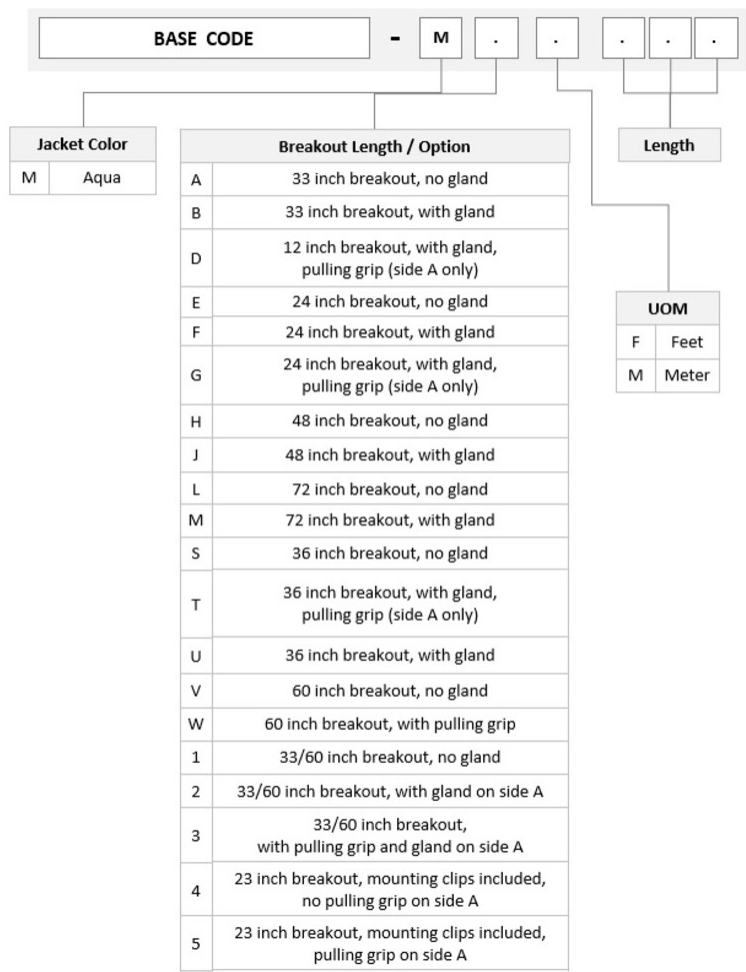 BASE CODE - M . . . . .
Jacket Color
M Aqua
Breakout Length / Option
A 33 inch breakout, no gland
B 33 inch breakout, with gland
D 12 inch breakout, with gland,
pulling grip (side A only)
E 24 inch breakout, no gland
F 24 inch breakout, with gland
G 24 inch breakout, with gland,
pulling grip (side A only)
H 48 inch breakout, no gland
J 48 inch breakout, with gland
L 72 inch breakout, no gland
M 72 inch breakout, with gland
S 36 inch breakout, no gland
T 36 inch breakout, with gland,
pulling grip (side A only)
U 36 inch breakout, with gland
V 60 inch breakout, no gland
W 60 inch breakout, with pulling grip
1 33/60 inch breakout, no gland
2 33/60 inch breakout, with gland on side A
3 33/60 inch breakout,
with pulling grip and gland on side A
4 23 inch breakout, mounting clips included,
no pulling grip on side A
5 23 inch breakout, mounting clips included,
pulling grip on side A
Length
UOM
F Feet
M Meter